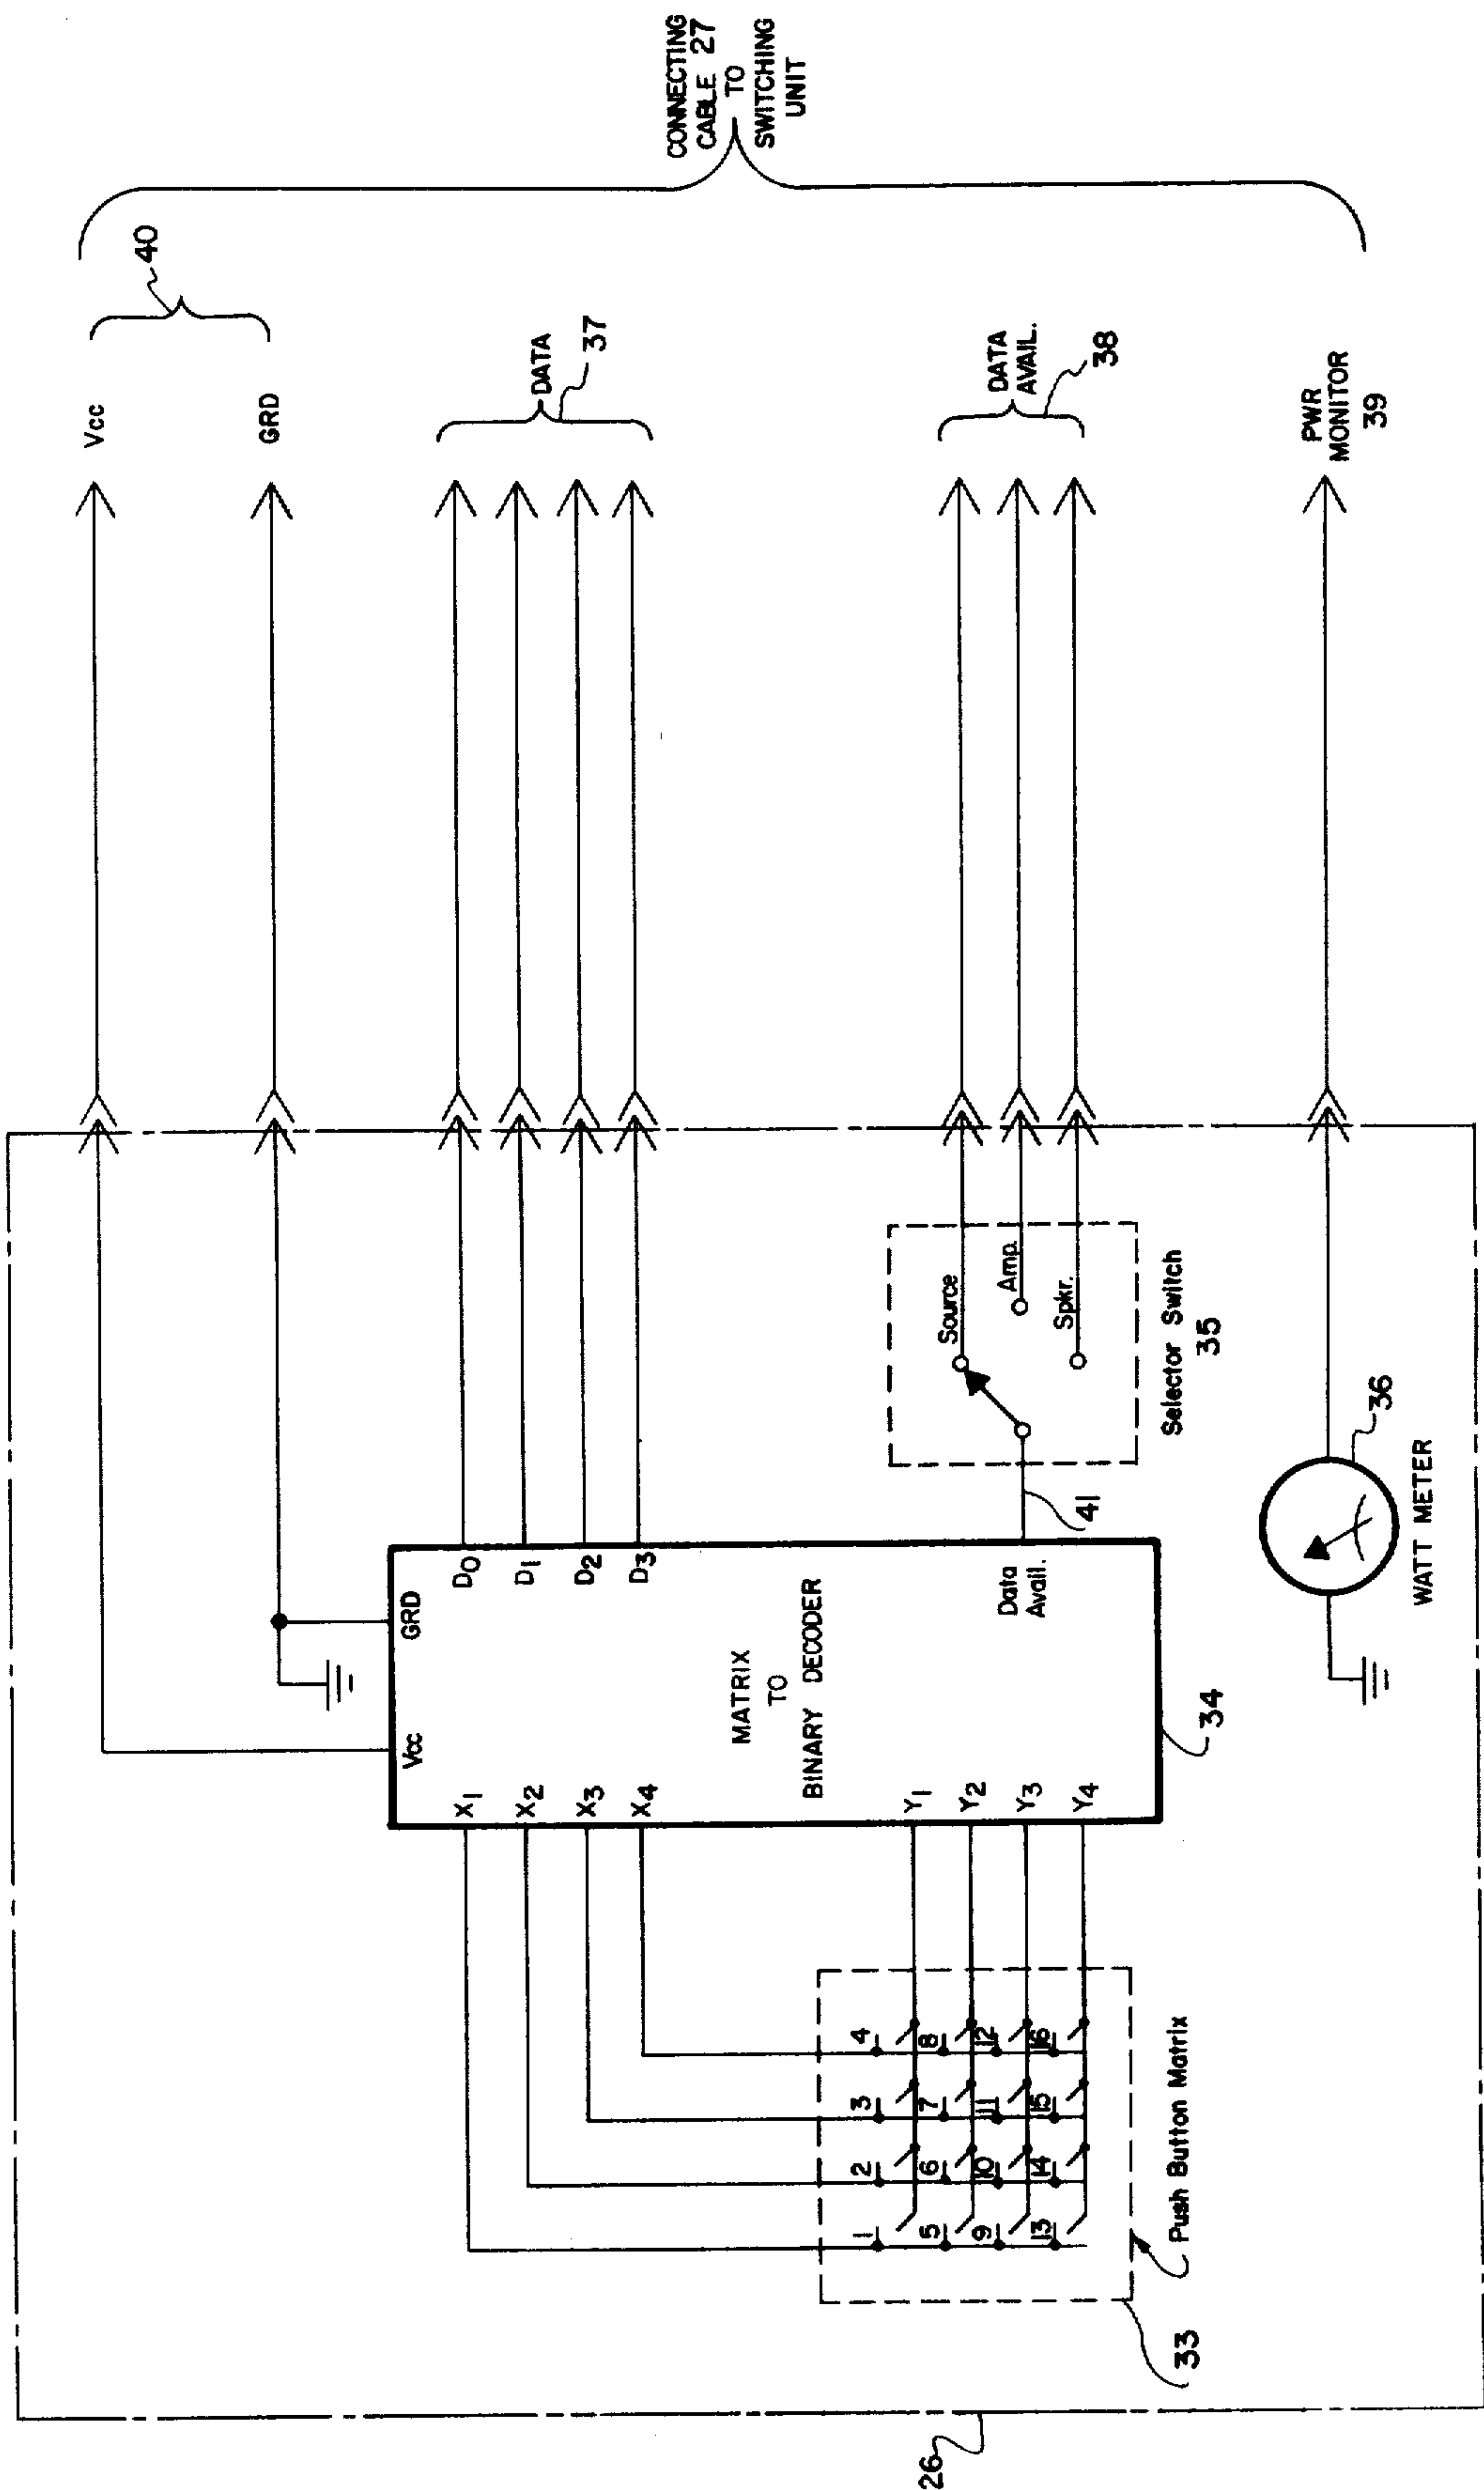 26
33
Push Button Matrix
1 2 3 4
5 6 7 8
9 10 11 12
13 14 15 16
X1
X2
X3
X4
Y1
Y2
Y3
Y4
Vcc
GRD
MATRIX
TO
BINARY DECODER
D0
D1
D2
D3
Data
Avail.
34
41
Source
Amp.
Spkr.
Selector Switch
35
36
WATT METER
Vcc
GRD
40
DATA
37
DATA
AVAIL.
38
PWR
MONITOR
39
CONNECTING
CABLE 27
TO
SWITCHING
UNIT